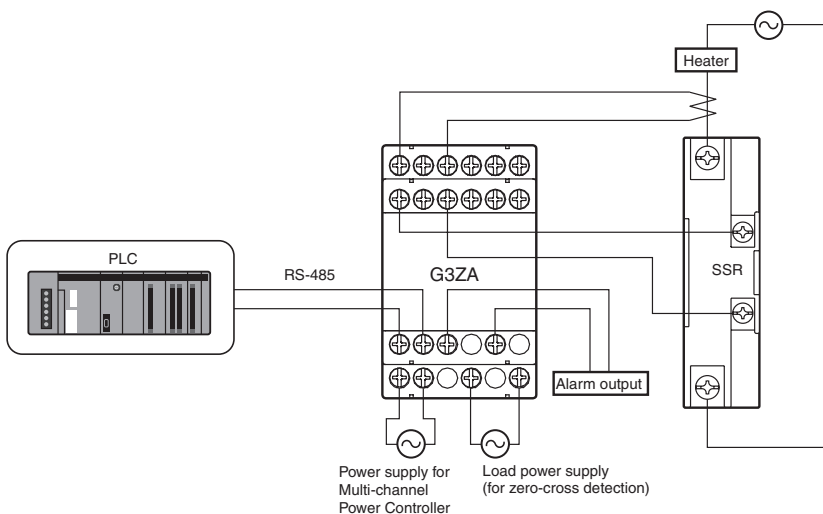 Heater
PLC
RS-485
G3ZA
SSR
Alarm output
Power supply for
Multi-channel
Power Controller
Load power supply
(for zero-cross detection)